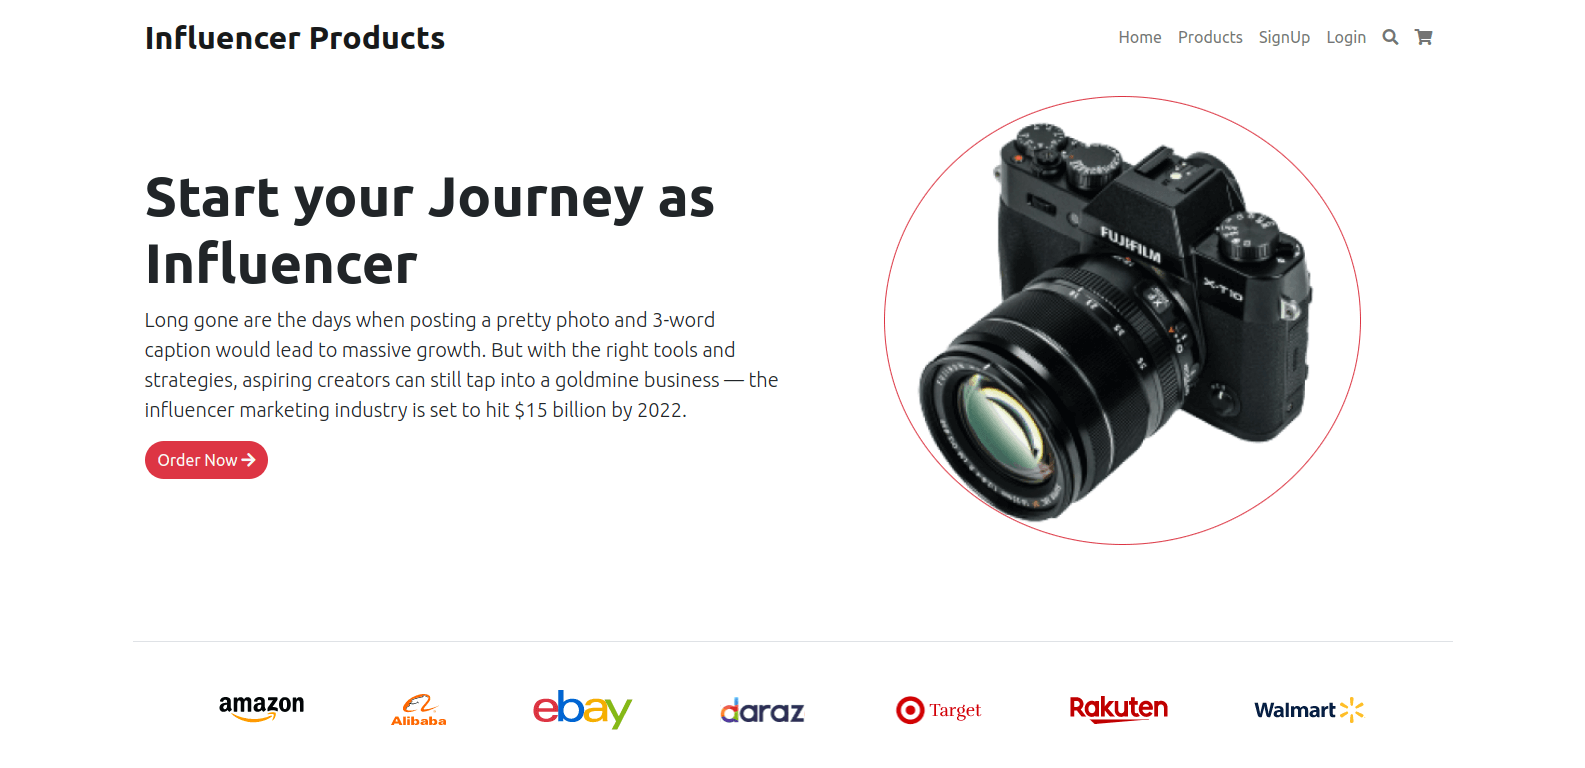 Influencer Products
Home Products SignUp Login
Start your Journey as
Influencer
Long gone are the days when posting a pretty photo and 3-word
caption would lead to massive growth. But with the right tools and
strategies, aspiring creators can still tap into a goldmine business — the
influencer marketing industry is set to hit $15 billion by 2022.
Order Now
FUJIFILM
X-T10
amazon
Alibaba
ebay
daraz
Target
Rakuten
Walmart